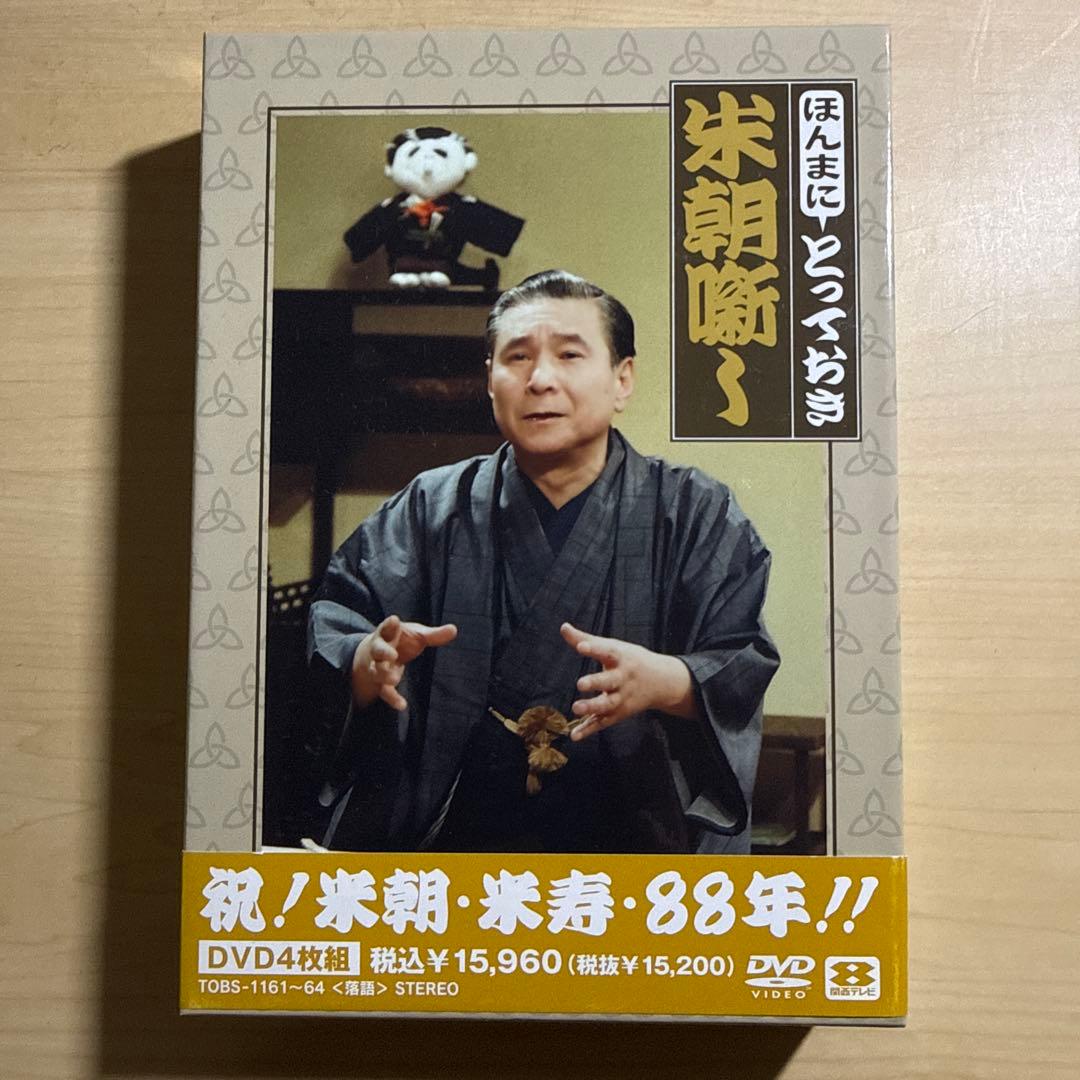 ほんまに
とっておき
米朝噺〜
祝!米朝・米寿・88年!!
DVD4枚組 税込¥15,960(税抜¥15,200)
TOBS-1161〜64 <落語> STEREO
DVD
VIDEO
関西テレビ